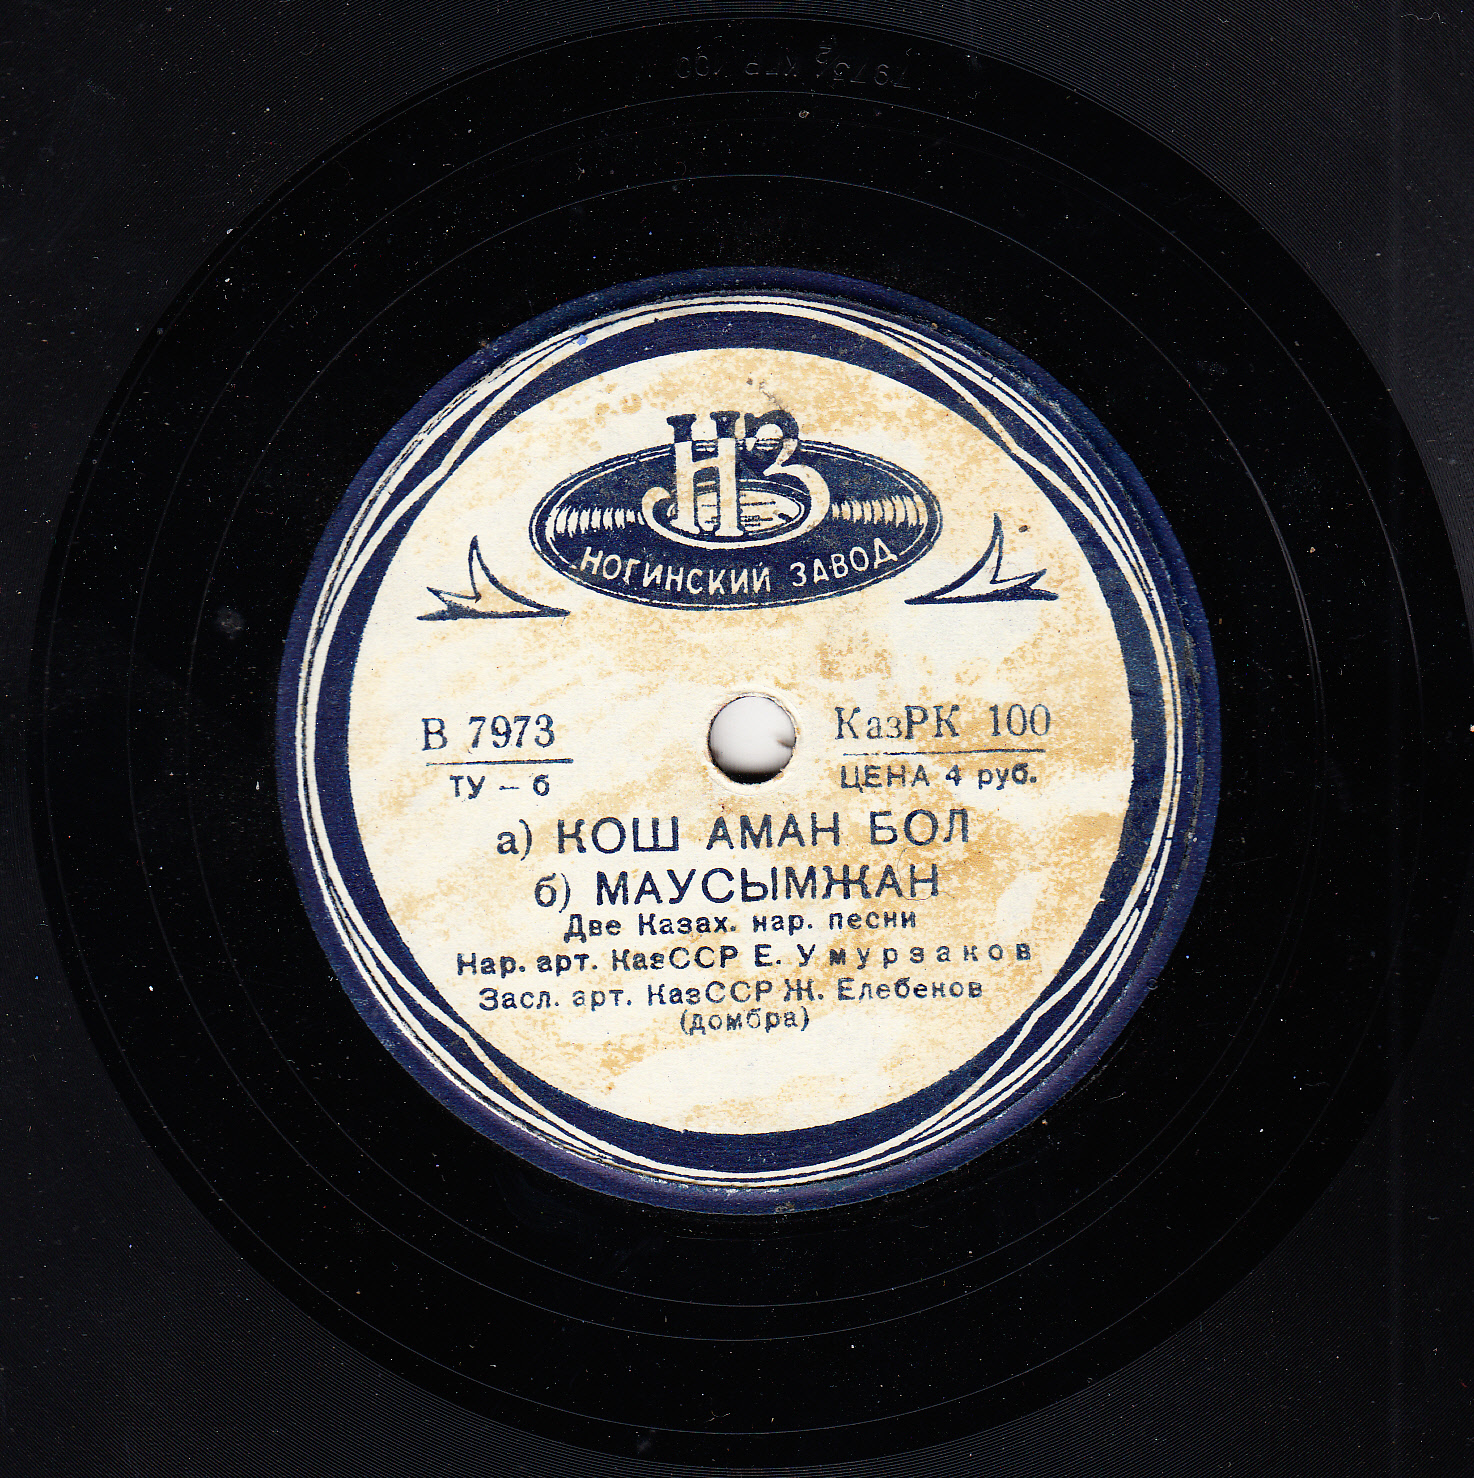 НЗ
НОГИНСКИЙ ЗАВОД
В 7973 КазРК 100
ТУ – б ЦЕНА 4 руб.
а) КОШ АМАН БОЛ
б) МАУСЫМЖАН
Две Казах. нар. песни
Нар. арт. КазССР Е. Умурзаков
Засл. арт. КазССР Ж. Елебенов
(домбра)